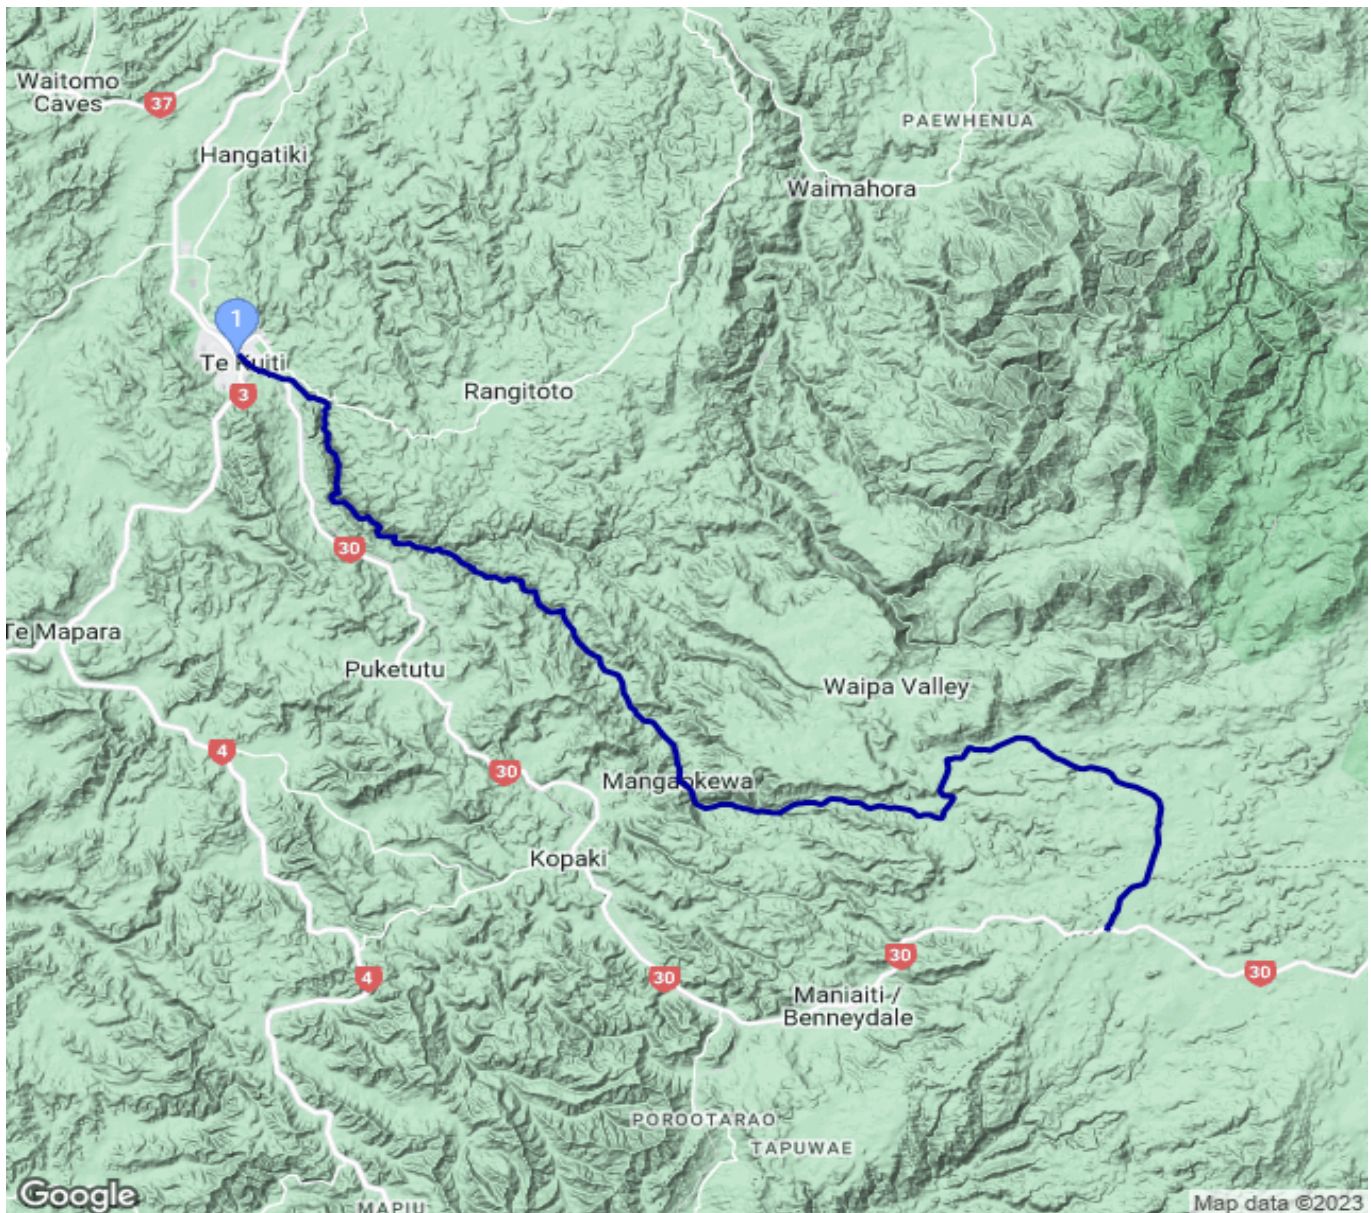 Waitomo
Caves
37
PAEWHENUA
Hangatiki
Waimahora
1
Te Kuiti
3
Rangitoto
30
Te Mapara
Puketutu
Waipa Valley
4
30
Mangaokewa
Kopaki
30
4
30
30
Maniaiti /
Benneydale
POROOTARAO
TAPUWAE
Google
MAPIU
Map data ©2023